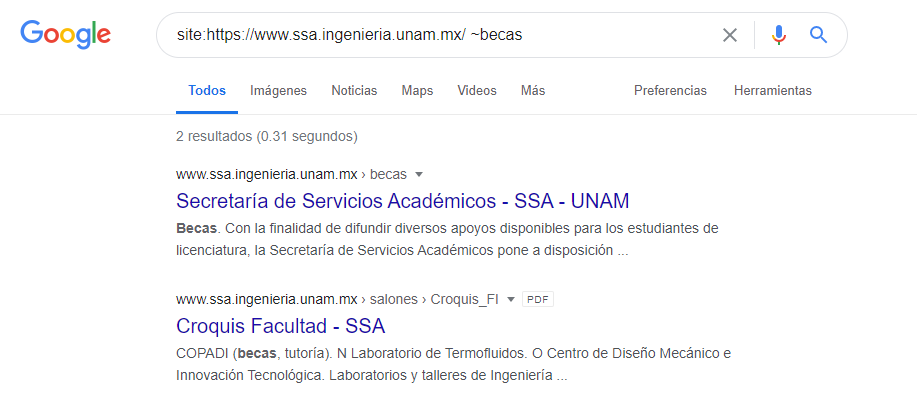 Google
site:https://www.ssa.ingenieria.unam.mx/ ~becas
Todos Imágenes Noticias Maps Videos Más Preferencias Herramientas
2 resultados (0.31 segundos)
www.ssa.ingenieria.unam.mx › becas
Secretaría de Servicios Académicos - SSA - UNAM
Becas. Con la finalidad de difundir diversos apoyos disponibles para los estudiantes de
licenciatura, la Secretaría de Servicios Académicos pone a disposición ...
www.ssa.ingenieria.unam.mx › salones › Croquis_FI PDF
Croquis Facultad - SSA
COPADI (becas, tutoría). N Laboratorio de Termofluidos. O Centro de Diseño Mecánico e
Innovación Tecnológica. Laboratorios y talleres de Ingeniería ...